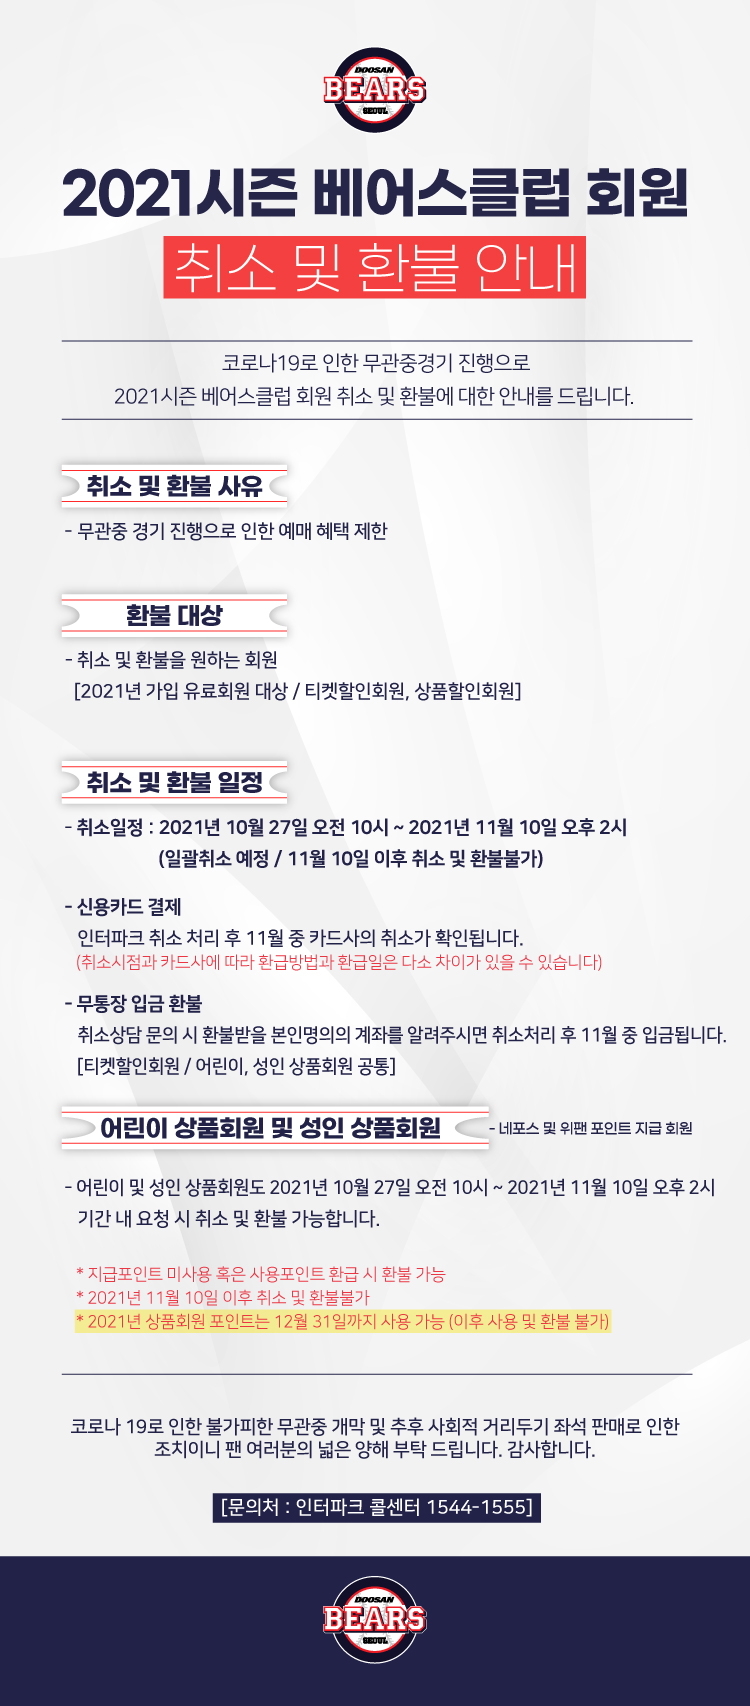 DOOSAN
BEARS
SEOUL
2021시즌 베어스클럽 회원
취소 및 환불 안내
코로나19로 인한 무관중경기 진행으로
2021시즌 베어스클럽 회원 취소 및 환불에 대한 안내를 드립니다.
취소 및 환불 사유
- 무관중 경기 진행으로 인한 예매 혜택 제한
환불 대상
- 취소 및 환불을 원하는 회원
[2021년 가입 유료회원 대상 / 티켓할인회원, 상품할인회원]
취소 및 환불 일정
- 취소일정 : 2021년 10월 27일 오전 10시 ~ 2021년 11월 10일 오후 2시
(일괄취소 예정 / 11월 10일 이후 취소 및 환불불가)
- 신용카드 결제
인터파크 취소 처리 후 11월 중 카드사의 취소가 확인됩니다.
(취소시점과 카드사에 따라 환급방법과 환급일은 다소 차이가 있을 수 있습니다)
- 무통장 입금 환불
취소상담 문의 시 환불받을 본인명의의 계좌를 알려주시면 취소처리 후 11월 중 입금됩니다.
[티켓할인회원 / 어린이, 성인 상품회원 공통]
어린이 상품회원 및 성인 상품회원 - 네포스 및 위팬 포인트 지급 회원
- 어린이 및 성인 상품회원도 2021년 10월 27일 오전 10시 ~ 2021년 11월 10일 오후 2시
기간 내 요청 시 취소 및 환불 가능합니다.
* 지급포인트 미사용 혹은 사용포인트 환급 시 환불 가능
* 2021년 11월 10일 이후 취소 및 환불불가
* 2021년 상품회원 포인트는 12월 31일까지 사용 가능 (이후 사용 및 환불 불가)
코로나 19로 인한 불가피한 무관중 개막 및 추후 사회적 거리두기 좌석 판매로 인한
조치이니 팬 여러분의 넓은 양해 부탁 드립니다. 감사합니다.
[문의처 : 인터파크 콜센터 1544-1555]
DOOSAN
BEARS
SEOUL